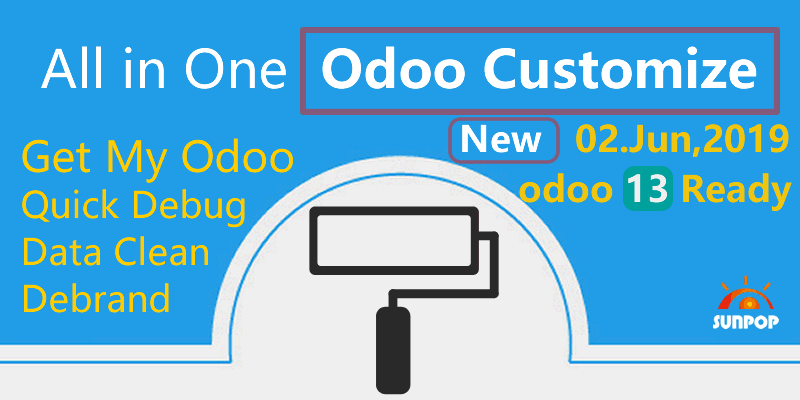 All in One Odoo Customize
New 02.Jun,2019
odoo 13 Ready
Get My Odoo
Quick Debug
Data Clean
Debrand
SUNPOP